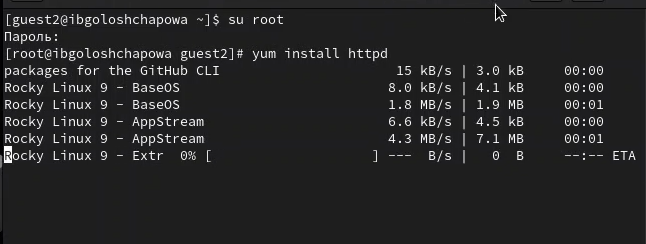 [guest2@ibgoloshchapowa ~]$ su root
Пароль:
[root@ibgoloshchapowa guest2]# yum install httpd
packages for the GitHub CLI 15 kB/s | 3.0 kB 00:00
Rocky Linux 9 - BaseOS 8.0 kB/s | 4.1 kB 00:00
Rocky Linux 9 - BaseOS 1.8 MB/s | 1.9 MB 00:01
Rocky Linux 9 - AppStream 6.6 kB/s | 4.5 kB 00:00
Rocky Linux 9 - AppStream 4.3 MB/s | 7.1 MB 00:01
Rocky Linux 9 - Extr 0% [ ] --- B/s | 0 B --:-- ETA